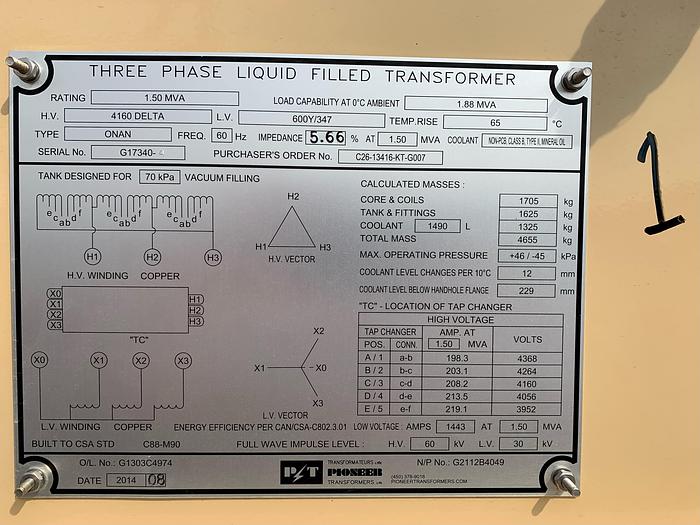 THREE PHASE LIQUID FILLED TRANSFORMER
RATING 1.50 MVA LOAD CAPABILITY AT 0°C AMBIENT 1.88 MVA
H.V. 4160 DELTA L.V. 600Y/347 TEMP.RISE 65 °C
TYPE ONAN FREQ. 60 Hz IMPEDANCE 5.66 % AT 1.50 MVA COOLANT NON-PCB, CLASS B, TYPE II, MINERAL OIL
SERIAL No. G17340- PURCHASER'S ORDER No. C26-13416-KT-G007
TANK DESIGNED FOR 70 kPa VACUUM FILLING
e c a b d f e c a b d f e c a b d f
H1 H2 H3
H.V. WINDING COPPER
H2
H1 H3
H.V. VECTOR
X0 H1
X1 H2
X2 H3
X3
"TC"
X0 X1 X2 X3
L.V. WINDING COPPER
X2
X1 X0
X3
L.V. VECTOR
CALCULATED MASSES :
CORE & COILS 1705 kg
TANK & FITTINGS 1625 kg
COOLANT 1490 L 1325 kg
TOTAL MASS 4655 kg
MAX. OPERATING PRESSURE +46 / -45 kPa
COOLANT LEVEL CHANGES PER 10°C 12 mm
COOLANT LEVEL BELOW HANDHOLE FLANGE 229 mm
"TC" - LOCATION OF TAP CHANGER
HIGH VOLTAGE
TAP CHANGER AMP. AT VOLTS
POS. CONN. 1.50 MVA
A / 1 a-b 198.3 4368
B / 2 b-c 203.1 4264
C / 3 c-d 208.2 4160
D / 4 d-e 213.5 4056
E / 5 e-f 219.1 3952
ENERGY EFFICIENCY PER CAN/CSA-C802.3.01 LOW VOLTAGE : AMPS 1443 AT 1.50 MVA
BUILT TO CSA STD C88-M90 FULL WAVE IMPULSE LEVEL : H.V. 60 kV L.V. 30 kV
O/L No.: G1303C4974 N/P No.: G2112B4049
DATE 2014 08
P/T TRANSFORMATEURS
PIONEER
TRANSFORMERS
(450) 378-9018
PIONEERTRANSFORMERS.COM
1